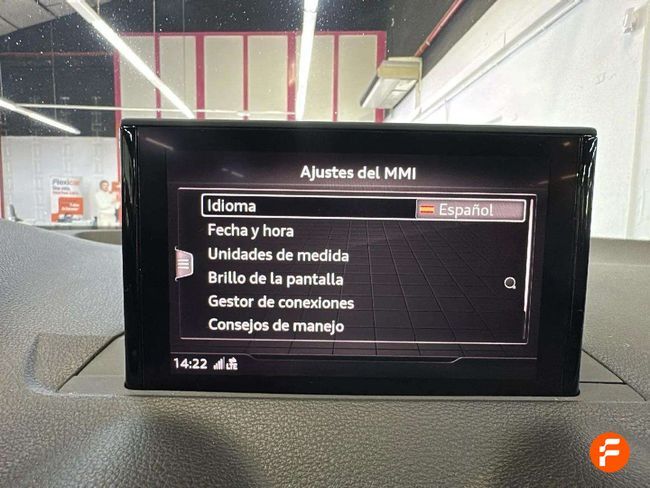 Flexicar
Ajustes del MMI
Idioma
Español
Fecha y hora
Unidades de medida
Brillo de la pantalla
Gestor de conexiones
Consejos de manejo
14:22
LTE